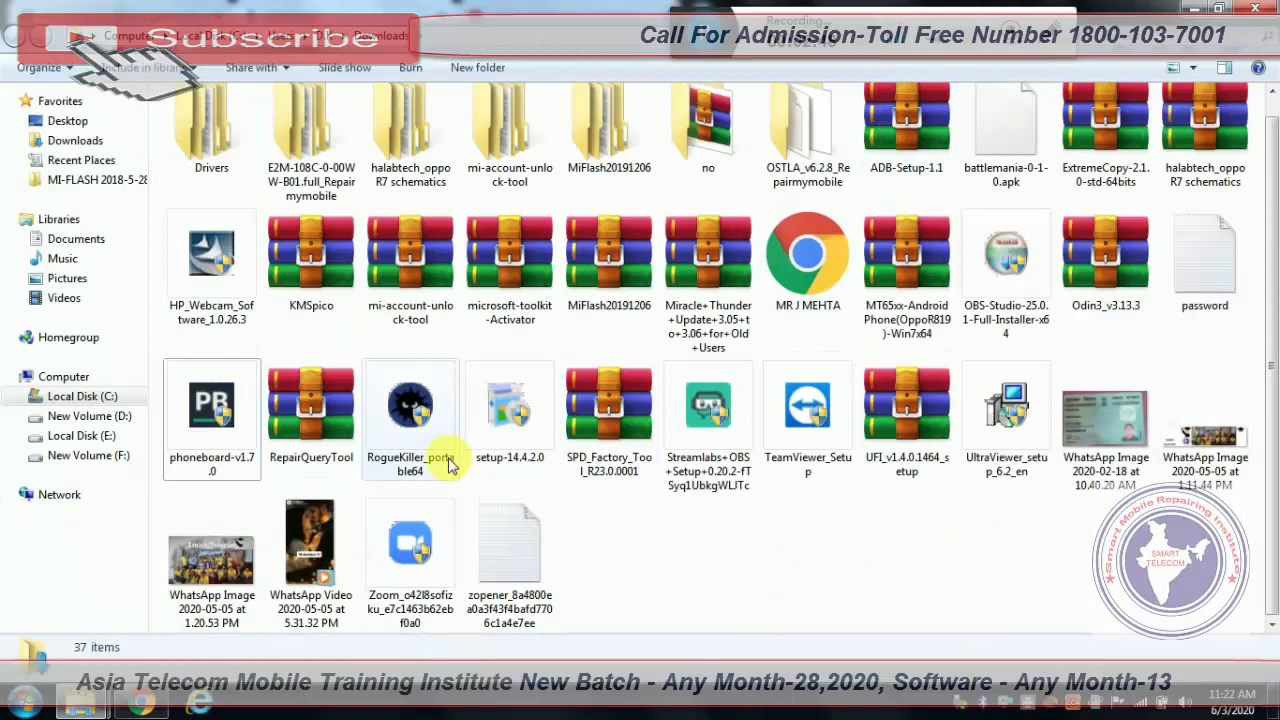 Recording...
Call For Admission-Toll Free Number 1800-103-7001
Subscribe
Downloads
Organize
Include in library
Share with
Slide show
Burn
New folder
Favorites
Desktop
Downloads
Recent Places
MI-FLASH 2018-5-28
Libraries
Documents
Music
Pictures
Videos
Homegroup
Computer
Local Disk (C:)
New Volume (D:)
Local Disk (E:)
New Volume (F:)
Network
Drivers
E2M-108C-0-00W
W-B01.full_Repair
mymobile
halabtech_oppo
R7 schematics
mi-account-unlo
ck-tool
MiFlash20191206
no
OSTLA_v6.2.8_Re
pairmymobile
ADB-Setup-1.1
battlemania-0-1-
0.apk
ExtremeCopy-2.1.
0-std-64bits
halabtech_oppo
R7 schematics
HP_Webcam_Sof
tware_1.0.26.3
KMSpico
mi-account-unlo
ck-tool
microsoft-toolkit
-Activator
MiFlash20191206
Miracle+Thunder
+Update+3.05+t
o+3.06+for+Old
+Users
MR J MEHTA
MT65xx-Android
Phone(OppoR819
)-Win7x64
OBS-Studio-25.0.
1-Full-Installer-x6
4
Odin3_v3.13.3
password
PB
phoneboard-v1.7
.0
RepairQueryTool
RogueKiller_porta
ble64
setup-14.4.2.0
SPD_Factory_Too
l_R23.0.0001
Streamlabs+OBS
+Setup+0.20.2-fT
Syq1UbkgWLJTc
TeamViewer_Setu
p
UFI_v1.4.0.1464_s
etup
UltraViewer_setu
p_6.2_en
WhatsApp Image
2020-02-18 at
10.40.20 AM
WhatsApp Image
2020-05-05 at
1.11.44 PM
WhatsApp Image
2020-05-05 at
1.20.53 PM
WhatsApp Video
2020-05-05 at
5.31.32 PM
Zoom_o42l8sofiz
ku_e7c1463b62eb
f0a0
zopener_8a4800e
a0a3f43f4bafd770
6c1a4e7ee
Smart Mobile Repairing Institute
SMART
TELECOM
37 items
Asia Telecom Mobile Training Institute New Batch - Any Month-28,2020, Software - Any Month-13
11:22 AM
6/3/2020